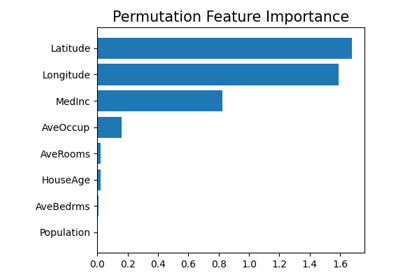 Permutation Feature Importance
Latitude
Longitude
MedInc
AveOccup
AveRooms
HouseAge
AveBedrms
Population
0.0 0.2 0.4 0.6 0.8 1.0 1.2 1.4 1.6